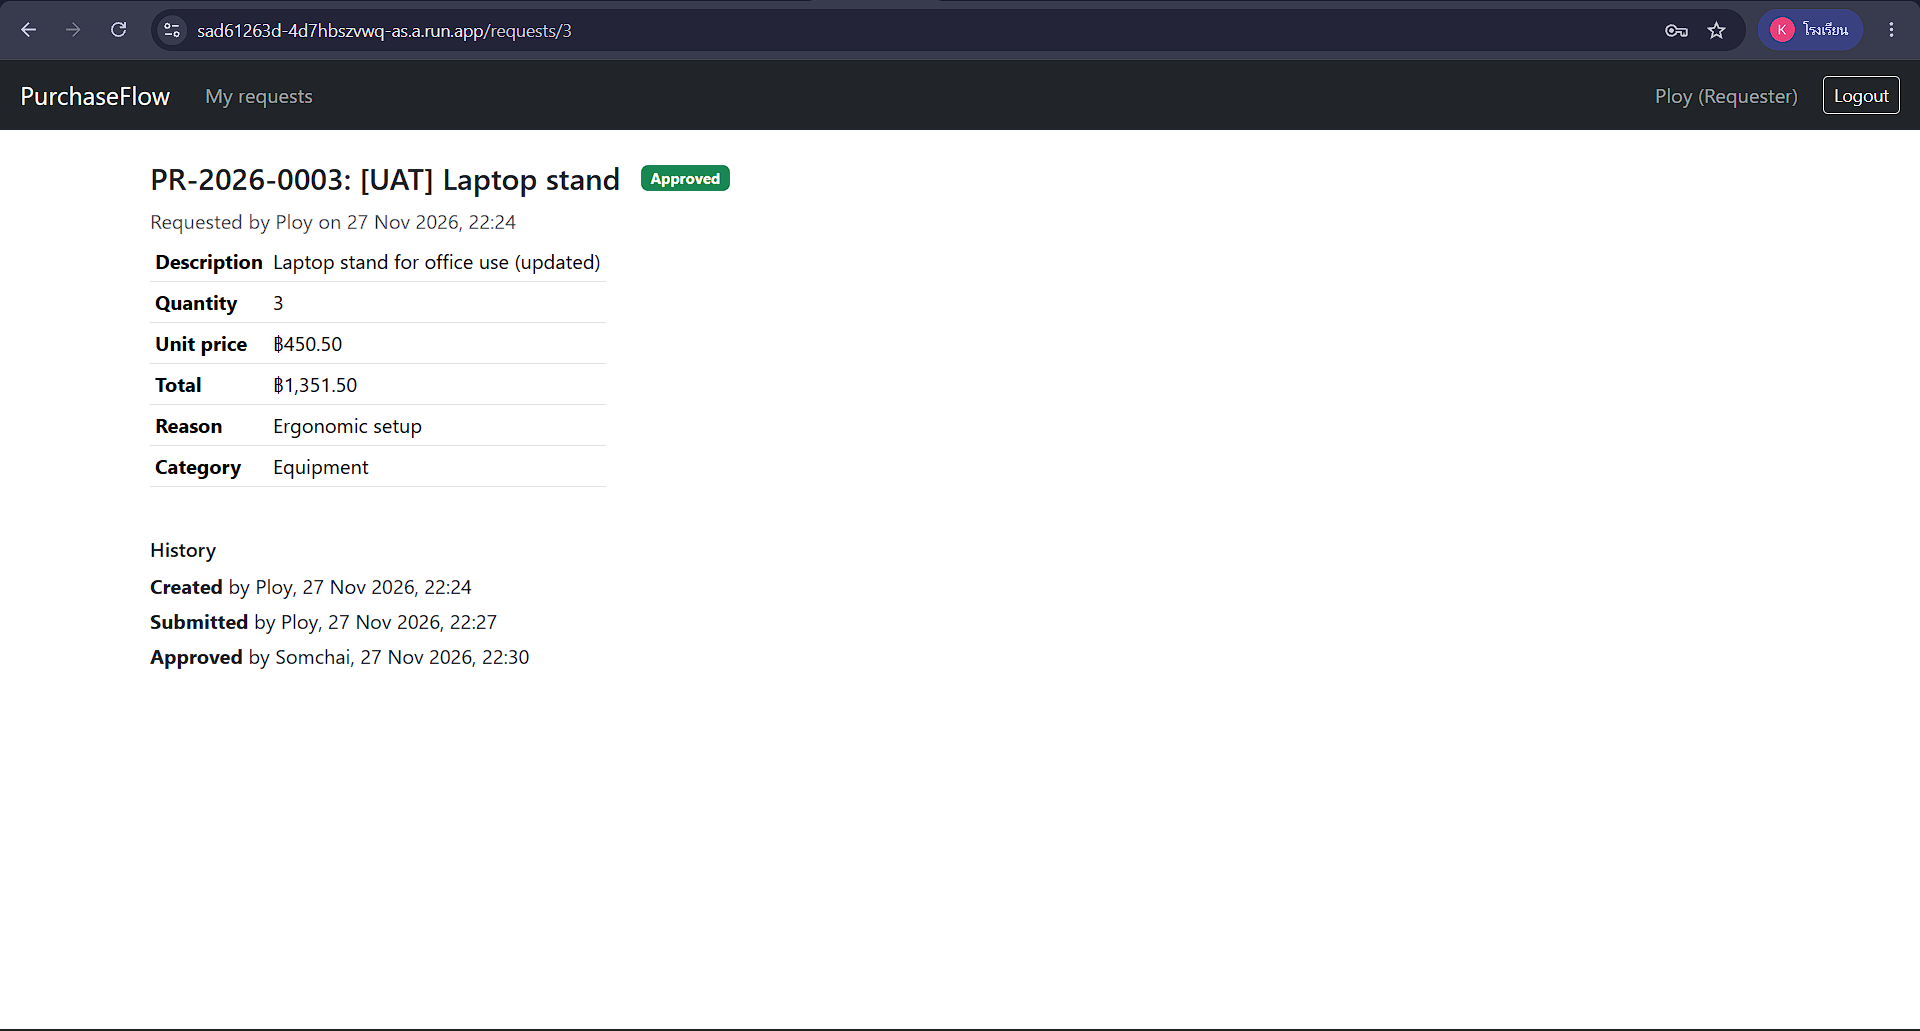 sad61263d-4d7hbszvwq-as.a.run.app/requests/3
K โรงเรียน
PurchaseFlow My requests Ploy (Requester) Logout
PR-2026-0003: [UAT] Laptop stand Approved
Requested by Ploy on 27 Nov 2026, 22:24
Description Laptop stand for office use (updated)
Quantity 3
Unit price ฿450.50
Total ฿1,351.50
Reason Ergonomic setup
Category Equipment
History
Created by Ploy, 27 Nov 2026, 22:24
Submitted by Ploy, 27 Nov 2026, 22:27
Approved by Somchai, 27 Nov 2026, 22:30